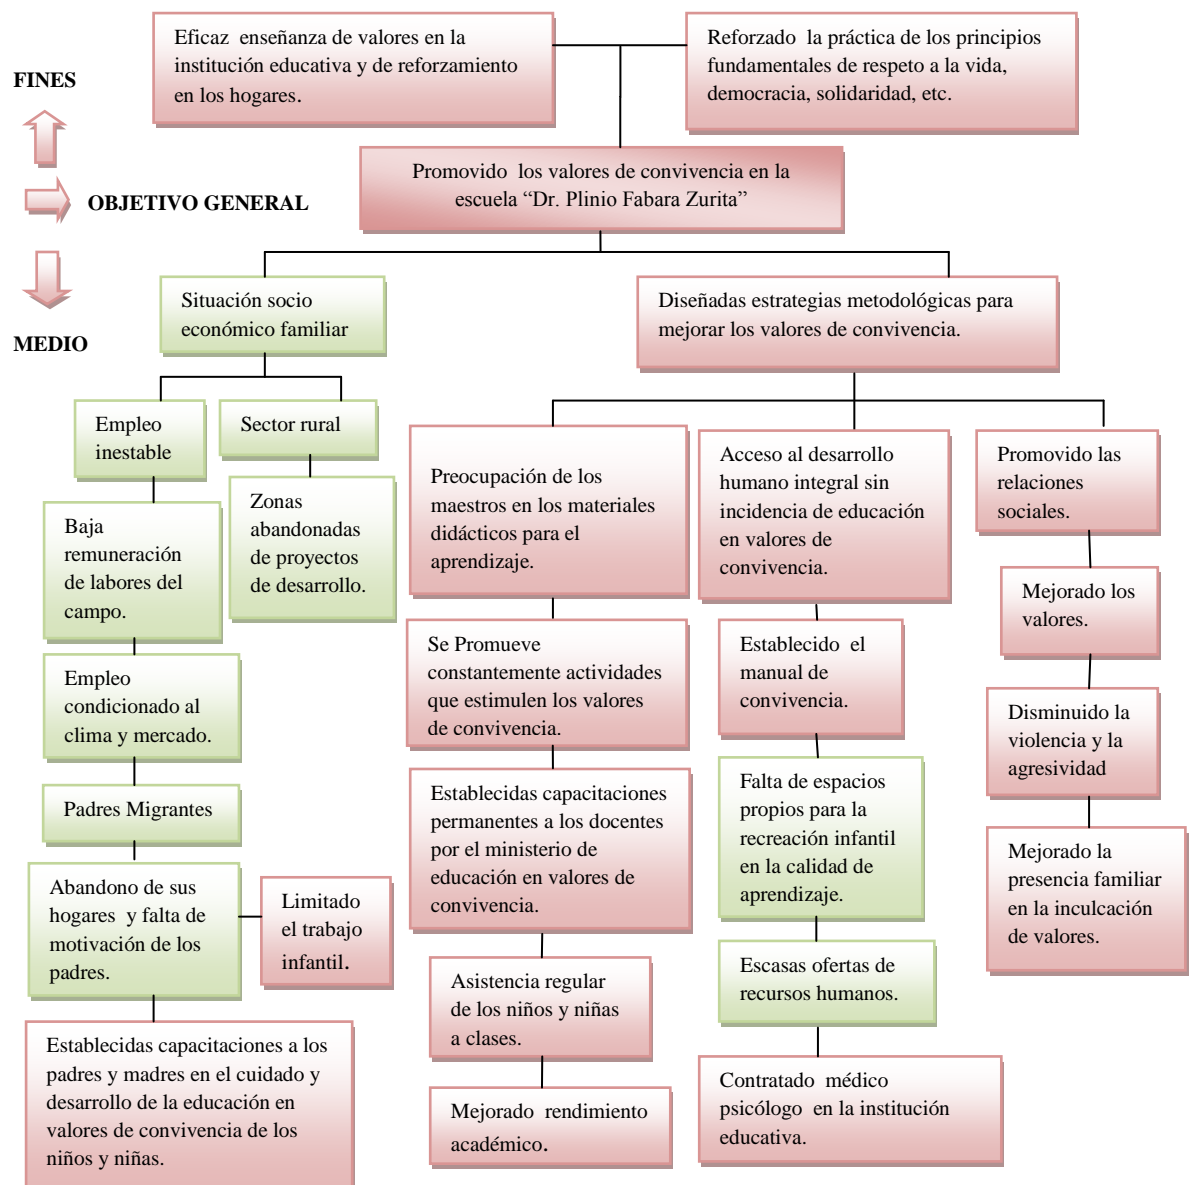 Eficaz enseñanza de valores en la
institución educativa y de reforzamiento
en los hogares.
Reforzado la práctica de los principios
fundamentales de respeto a la vida,
democracia, solidaridad, etc.
FINES
Promovido los valores de convivencia en la
escuela “Dr. Plinio Fabara Zurita”
OBJETIVO GENERAL
MEDIO
Situación socio
económico familiar
Diseñadas estrategias metodológicas para
mejorar los valores de convivencia.
Empleo
inestable
Sector rural
Baja
remuneración
de labores del
campo.
Zonas
abandonadas
de proyectos
de desarrollo.
Empleo
condicionado al
clima y mercado.
Padres Migrantes
Abandono de sus
hogares y falta de
motivación de los
padres.
Limitado
el trabajo
infantil.
Establecidas capacitaciones a los
padres y madres en el cuidado y
desarrollo de la educación en
valores de convivencia de los
niños y niñas.
Preocupación de los
maestros en los materiales
didácticos para el
aprendizaje.
Se Promueve
constantemente actividades
que estimulen los valores
de convivencia.
Establecidas capacitaciones
permanentes a los docentes
por el ministerio de
educación en valores de
convivencia.
Asistencia regular
de los niños y niñas
a clases.
Mejorado rendimiento
académico.
Acceso al desarrollo
humano integral sin
incidencia de educación
en valores de
convivencia.
Establecido el
manual de
convivencia.
Falta de espacios
propios para la
recreación infantil
en la calidad de
aprendizaje.
Escasas ofertas de
recursos humanos.
Contratado médico
psicólogo en la institución
educativa.
Promovido las
relaciones
sociales.
Mejorado los
valores.
Disminuido la
violencia y la
agresividad
Mejorado la
presencia familiar
en la inculcación
de valores.